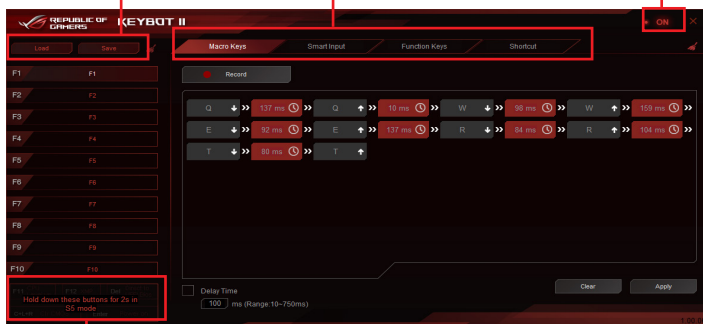 REPUBLIC OF
GAMERS
KEYBOT II
ON
Load Save
Macro Keys Smart Input Function Keys Shortcut
F1 F1
Record
F2 F2
Q 137 ms Q 10 ms W 98 ms W 159 ms
F3 F3
E 92 ms E 137 ms R 84 ms R 104 ms
F4 F4
T 80 ms T
F5 F5
F6 F6
F7 F7
F8 F8
F9 F9
F10 F10
Clear Apply
F11 F12 Del
Delay Time
Hold down these buttons for 2s in
S5 mode
100 ms (Range:10~750ms)